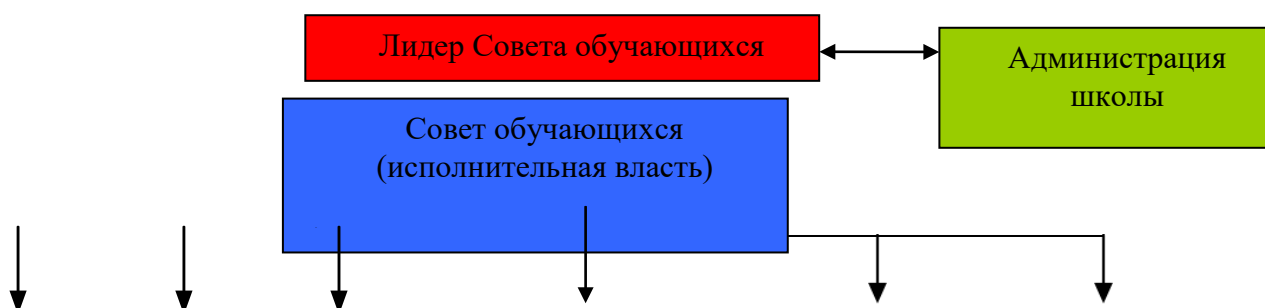 Лидер Совета обучающихся
Администрация
школы
Совет обучающихся
(исполнительная власть)